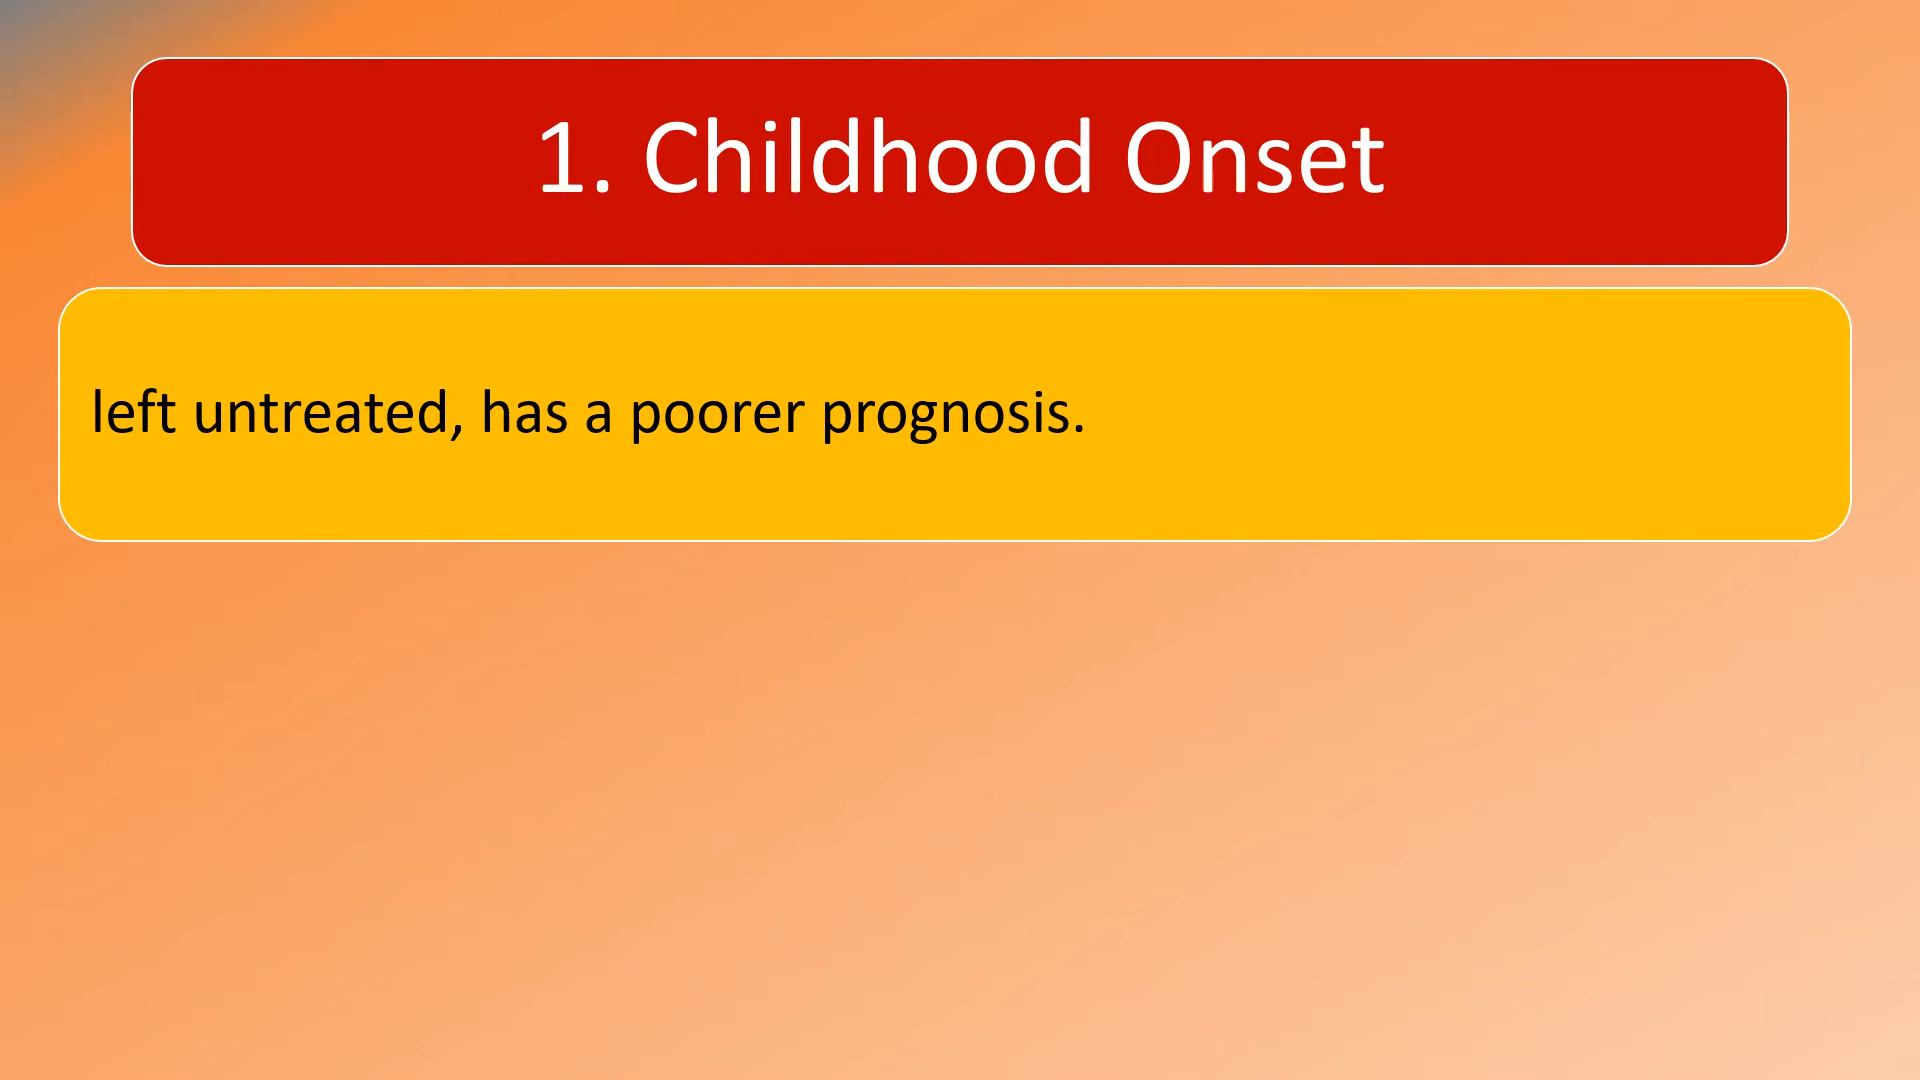 1. Childhood Onset
left untreated, has a poorer prognosis.